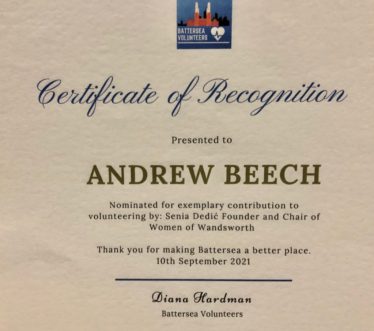 BATTERSEA
VOLUNTEERS
Certificate of Recognition
Presented to
ANDREW BEECH
Nominated for exemplary contribution to
volunteering by: Senia Dedić Founder and Chair of
Women of Wandsworth
Thank you for making Battersea a better place.
10th September 2021
Diana Hardman
Battersea Volunteers